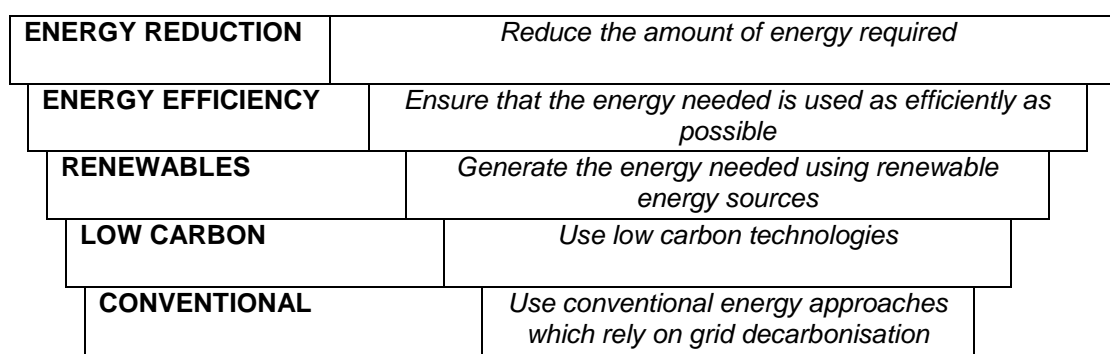 ENERGY REDUCTION
Reduce the amount of energy required
ENERGY EFFICIENCY
Ensure that the energy needed is used as efficiently as
possible
RENEWABLES
Generate the energy needed using renewable
energy sources
LOW CARBON
Use low carbon technologies
CONVENTIONAL
Use conventional energy approaches
which rely on grid decarbonisation